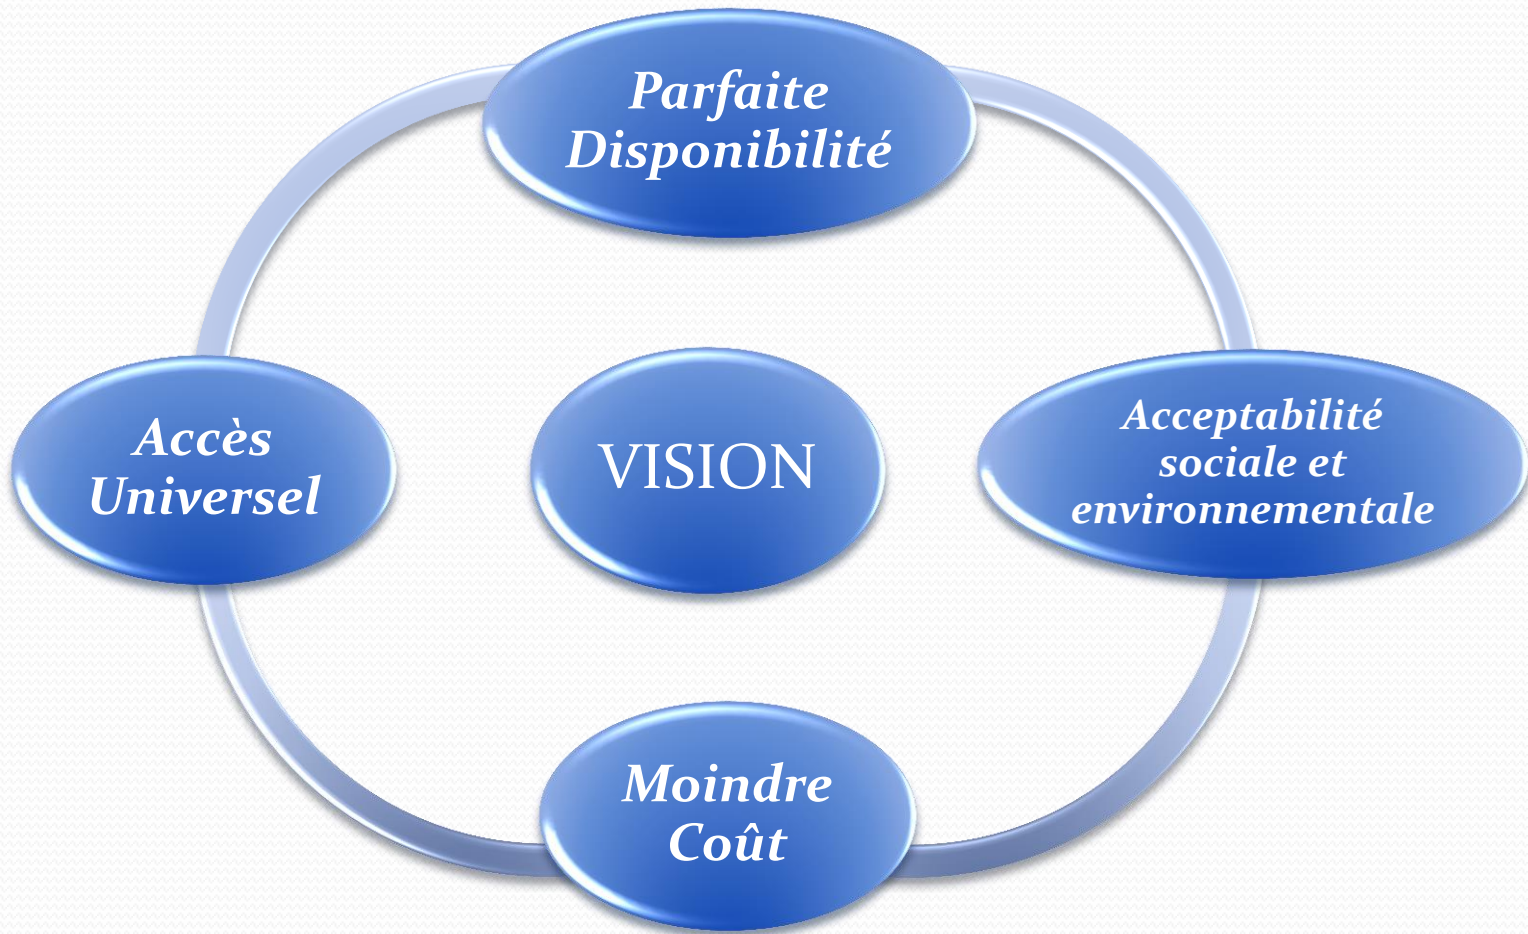 Parfaite
Disponibilité
Accès
Universel
VISION
Acceptabilité
sociale et
environnementale
Moindre
Coût